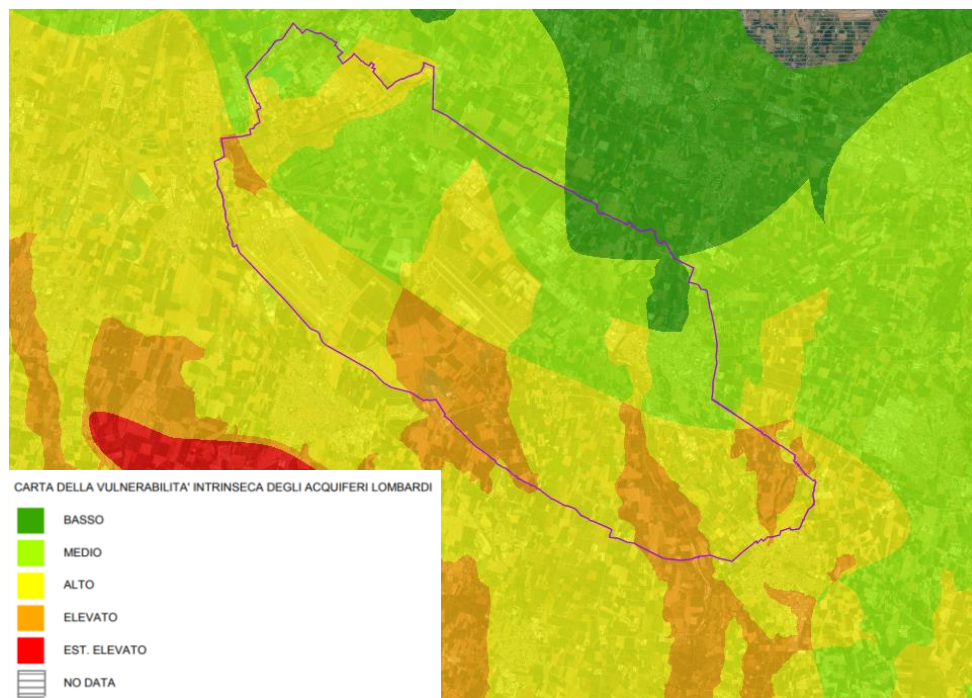 CARTA DELLA VULNERABILITA' INTRINSECA DEGLI ACQUIFERI LOMBARDI
BASSO
MEDIO
ALTO
ELEVATO
EST. ELEVATO
NO DATA